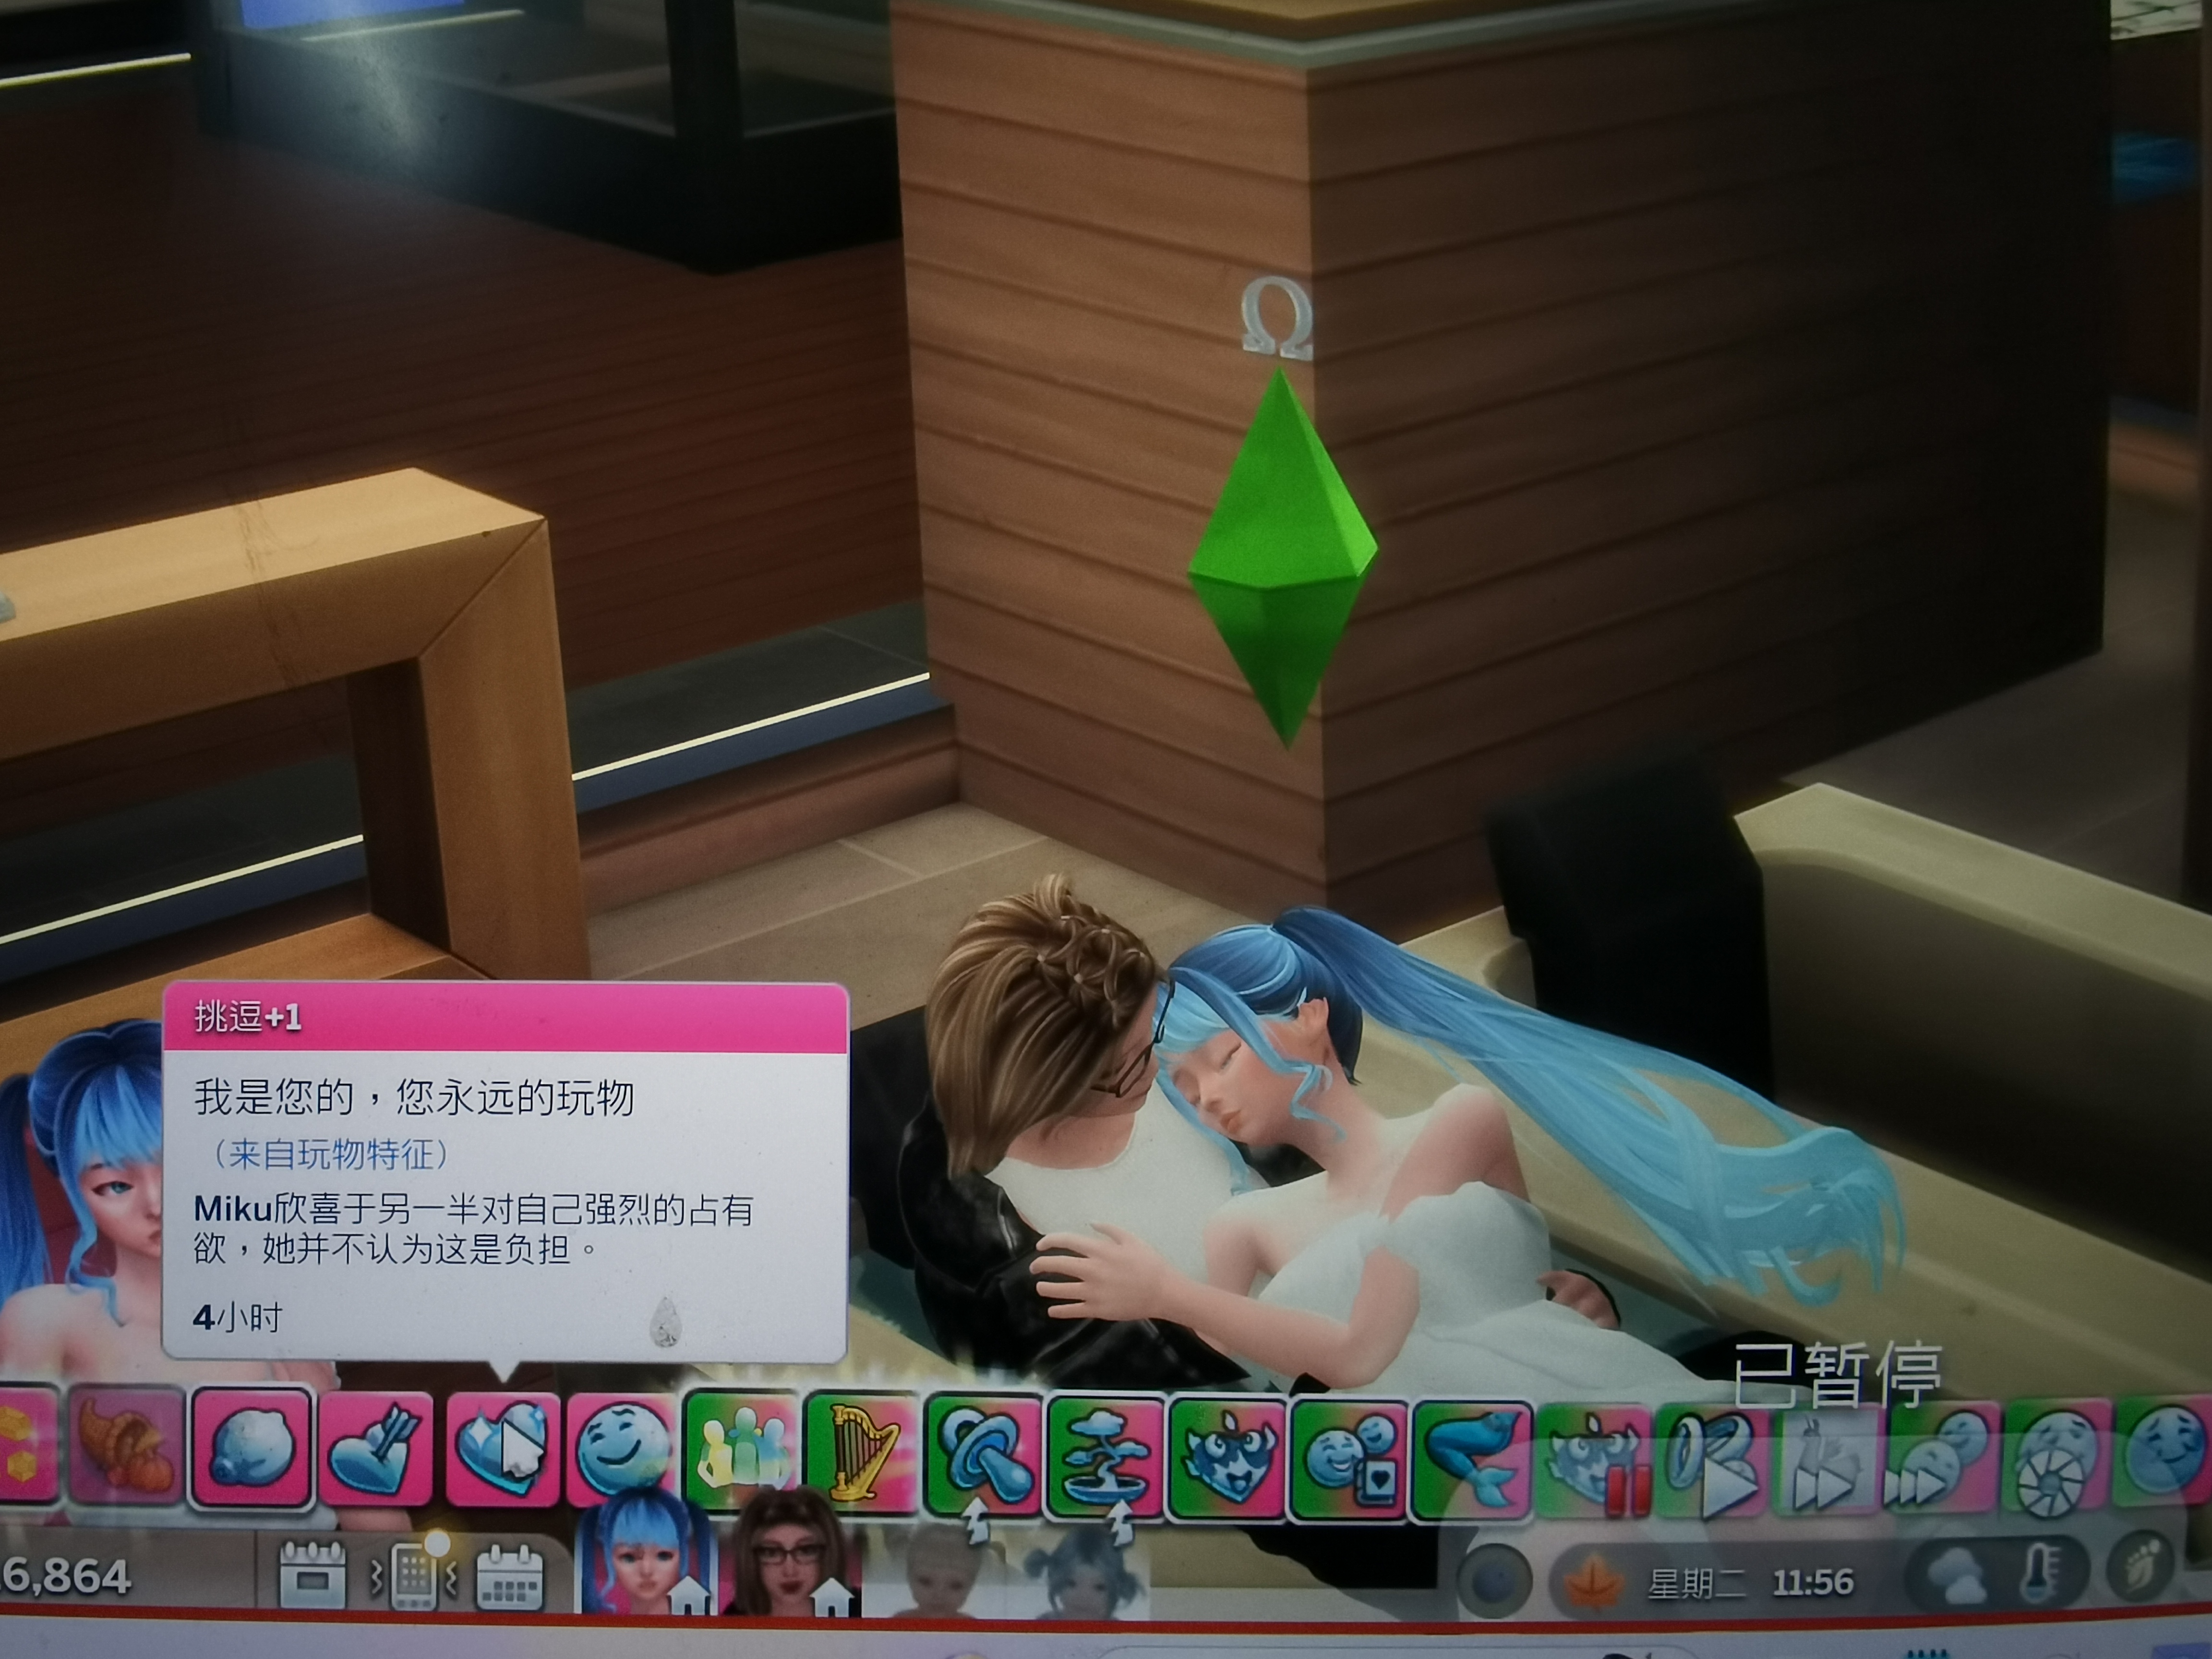 Ω
挑逗+1
我是您的，您永远的玩物
（来自玩物特征）
Miku欣喜于另一半对自己强烈的占有
欲，她并不认为这是负担。
4小时
已暂停
6,864
星期二 11:56